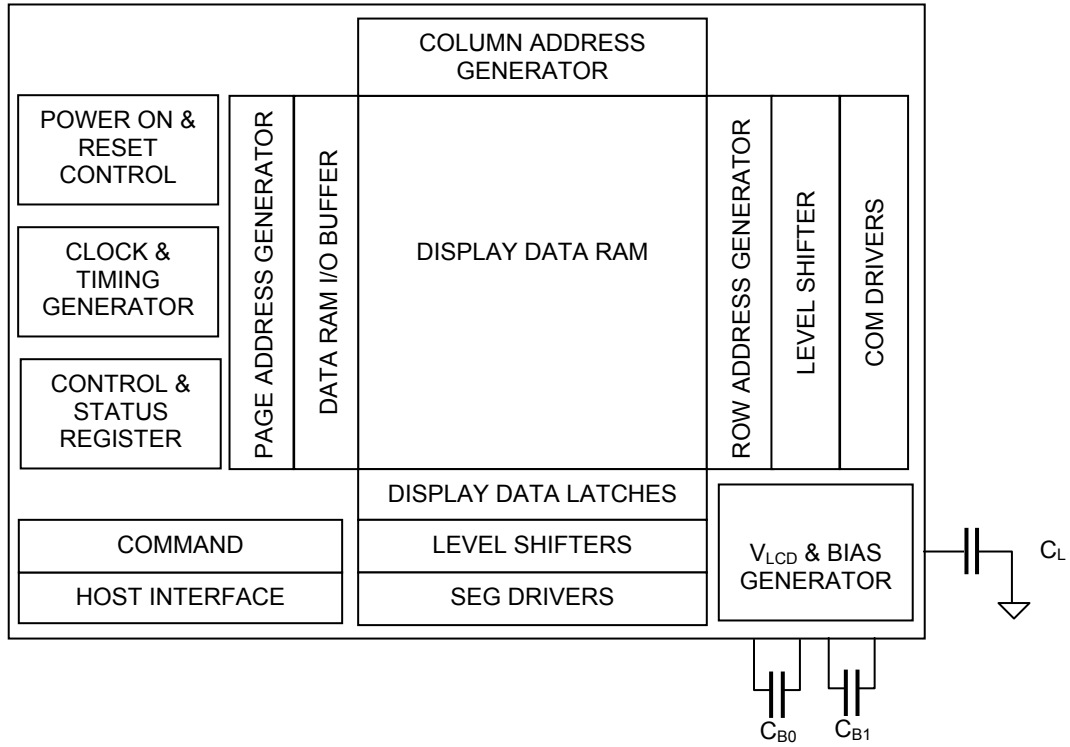 COLUMN ADDRESS
GENERATOR
POWER ON &
RESET
CONTROL
CLOCK &
TIMING
GENERATOR
CONTROL &
STATUS
REGISTER
PAGE ADDRESS GENERATOR
DATA RAM I/O BUFFER
DISPLAY DATA RAM
ROW ADDRESS GENERATOR
LEVEL SHIFTER
COM DRIVERS
DISPLAY DATA LATCHES
COMMAND
HOST INTERFACE
LEVEL SHIFTERS
SEG DRIVERS
VLCD & BIAS
GENERATOR
CL
CB0
CB1